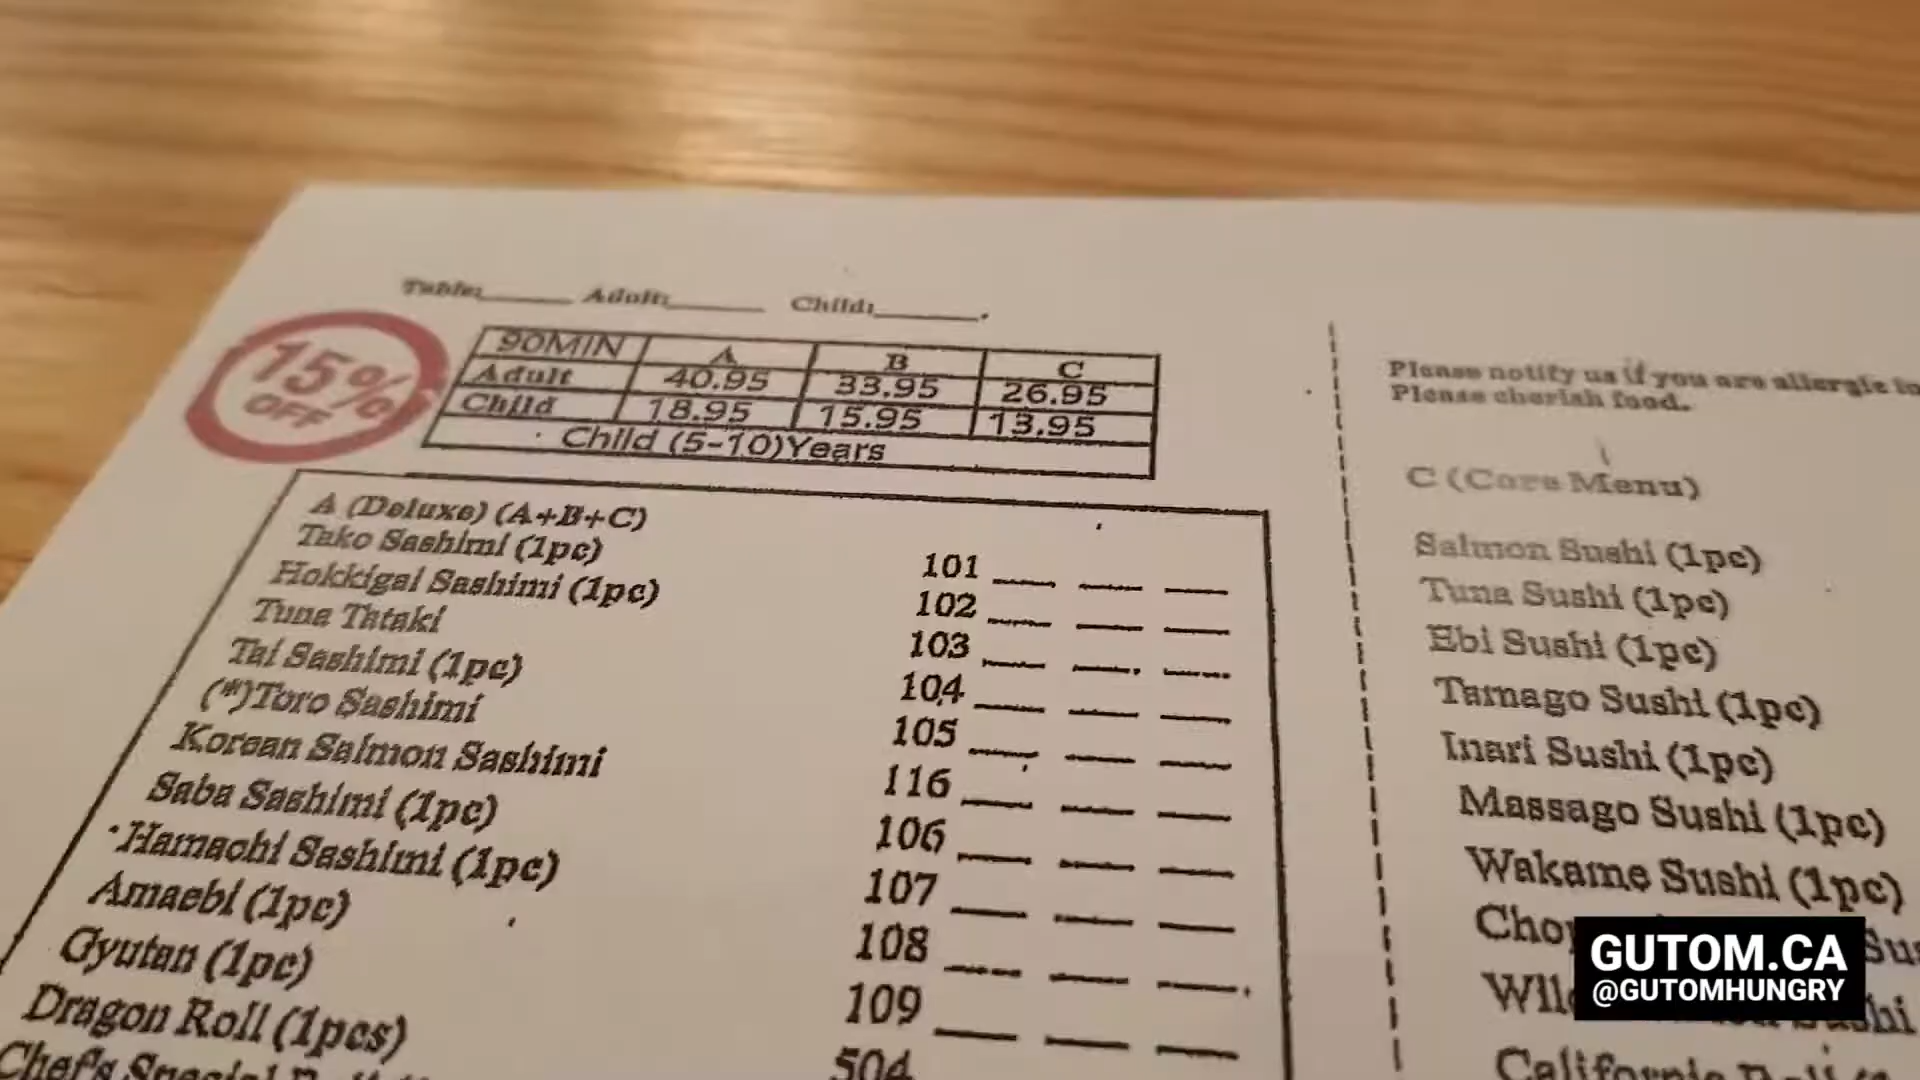 Table:______ Adult:______ Child:______.
15%
OFF
90MIN A B C
Adult 40.95 33.95 26.95
Child 18.95 15.95 13.95
Child (5-10)Years
A (Deluxe) (A+B+C)
Tako Sashimi (1pc) 101
Hokkigai Sashimi (1pc) 102
Tuna Tataki 103
Tai Sashimi (1pc) 104
(*)Toro Sashimi 105
Korean Salmon Sashimi 116
Saba Sashimi (1pc) 106
Hamachi Sashimi (1pc) 107
Amaebi (1pc) 108
Gyutan (1pc) 109
Dragon Roll (1pcs) 504
Chef's Special
Please notify us if you are allergic
Please cherish food.
C (Core Menu)
Salmon Sushi (1pc)
Tuna Sushi (1pc)
Ebi Sushi (1pc)
Tamago Sushi (1pc)
Inari Sushi (1pc)
Massago Sushi (1pc)
Wakame Sushi (1pc)
California
GUTOM.CA
@GUTOMHUNGRY